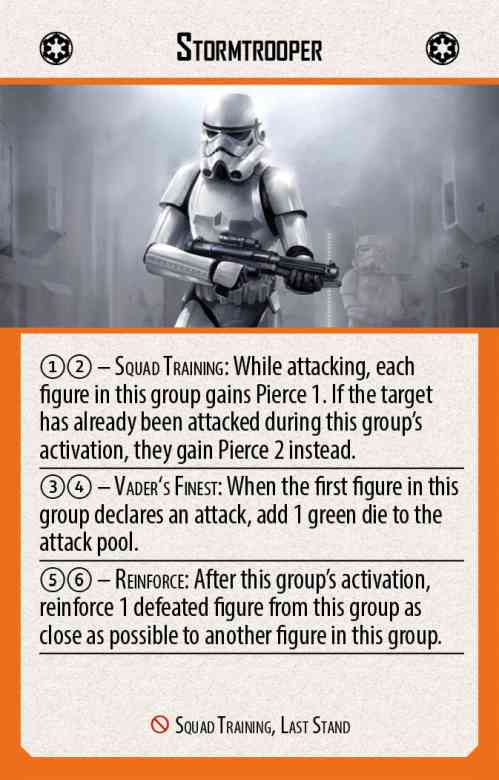 Stormtrooper
①② – Squad Training: While attacking, each
figure in this group gains Pierce 1. If the target
has already been attacked during this group's
activation, they gain Pierce 2 instead.
③④ – Vader‘s Finest: When the first figure in this
group declares an attack, add 1 green die to the
attack pool.
⑤⑥ – Reinforce: After this group's activation,
reinforce 1 defeated figure from this group as
close as possible to another figure in this group.
Squad Training, Last Stand